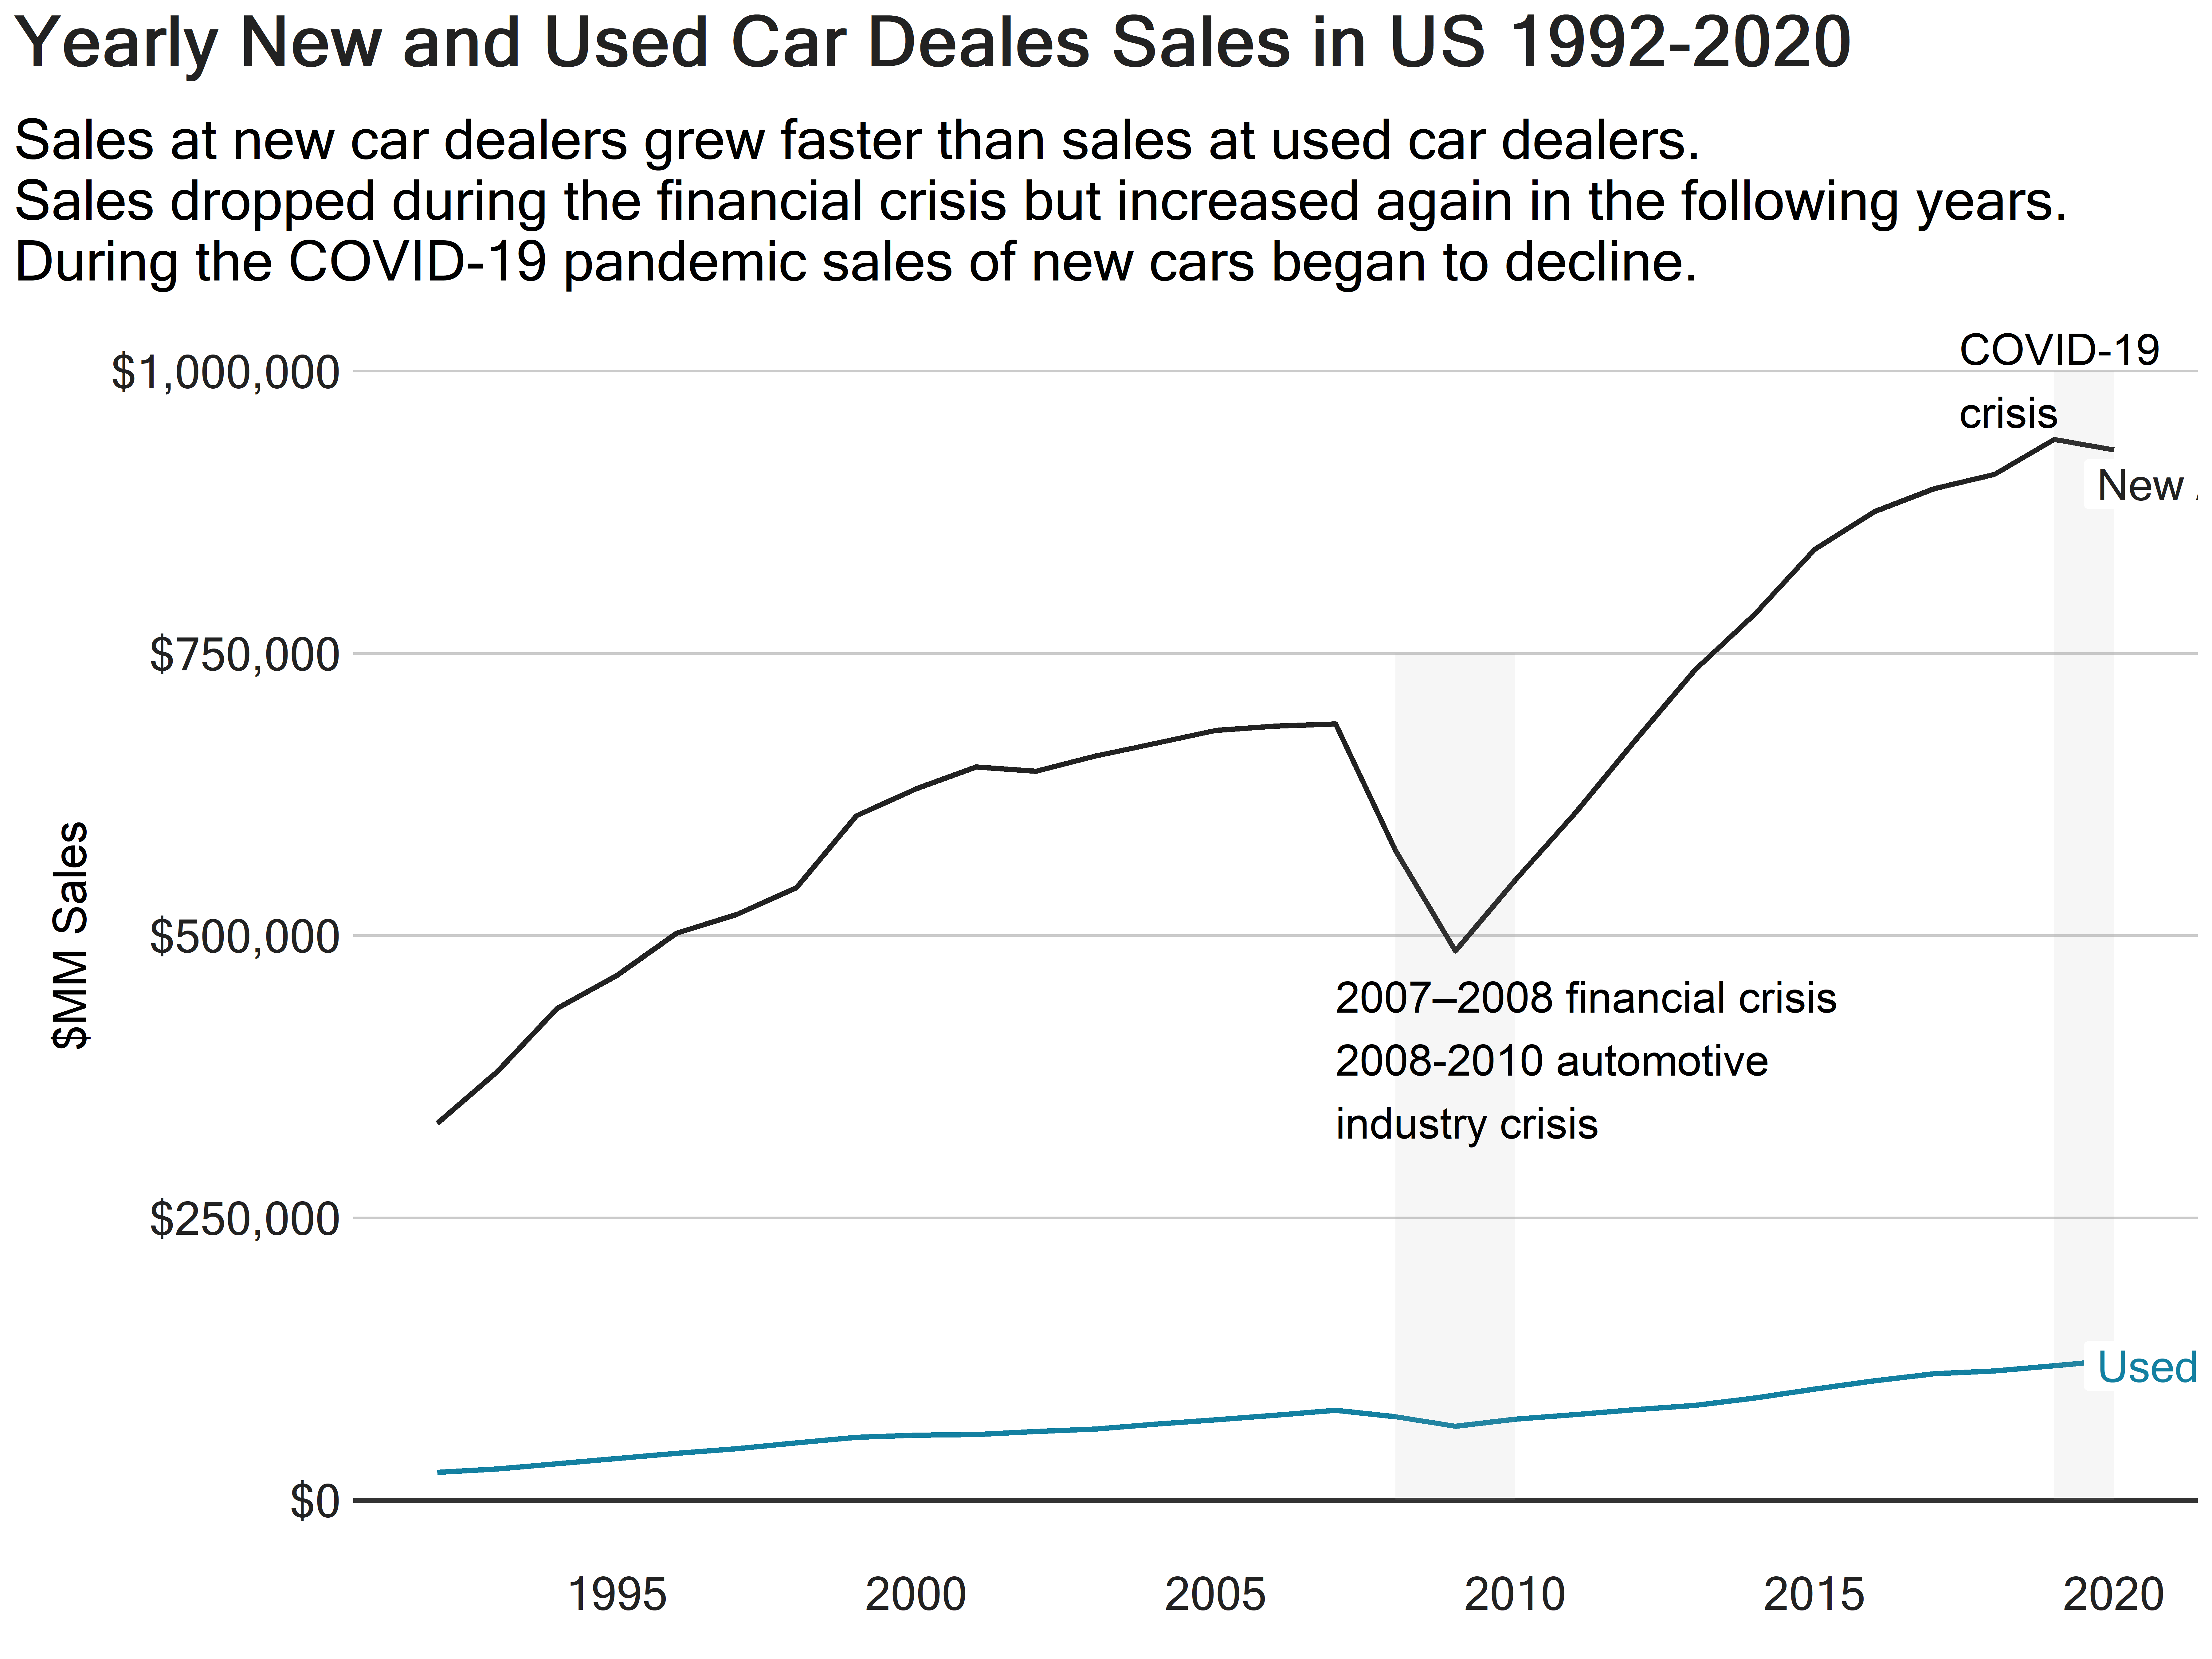 Yearly New and Used Car Deales Sales in US 1992-2020
Sales at new car dealers grew faster than sales at used car dealers.
Sales dropped during the financial crisis but increased again in the following years.
During the COVID-19 pandemic sales of new cars began to decline.
COVID-19
crisis
$1,000,000
New
$750,000
$MM Sales
$500,000
2007–2008 financial crisis
2008-2010 automotive
industry crisis
$250,000
Used
$0
1995 2000 2005 2010 2015 2020